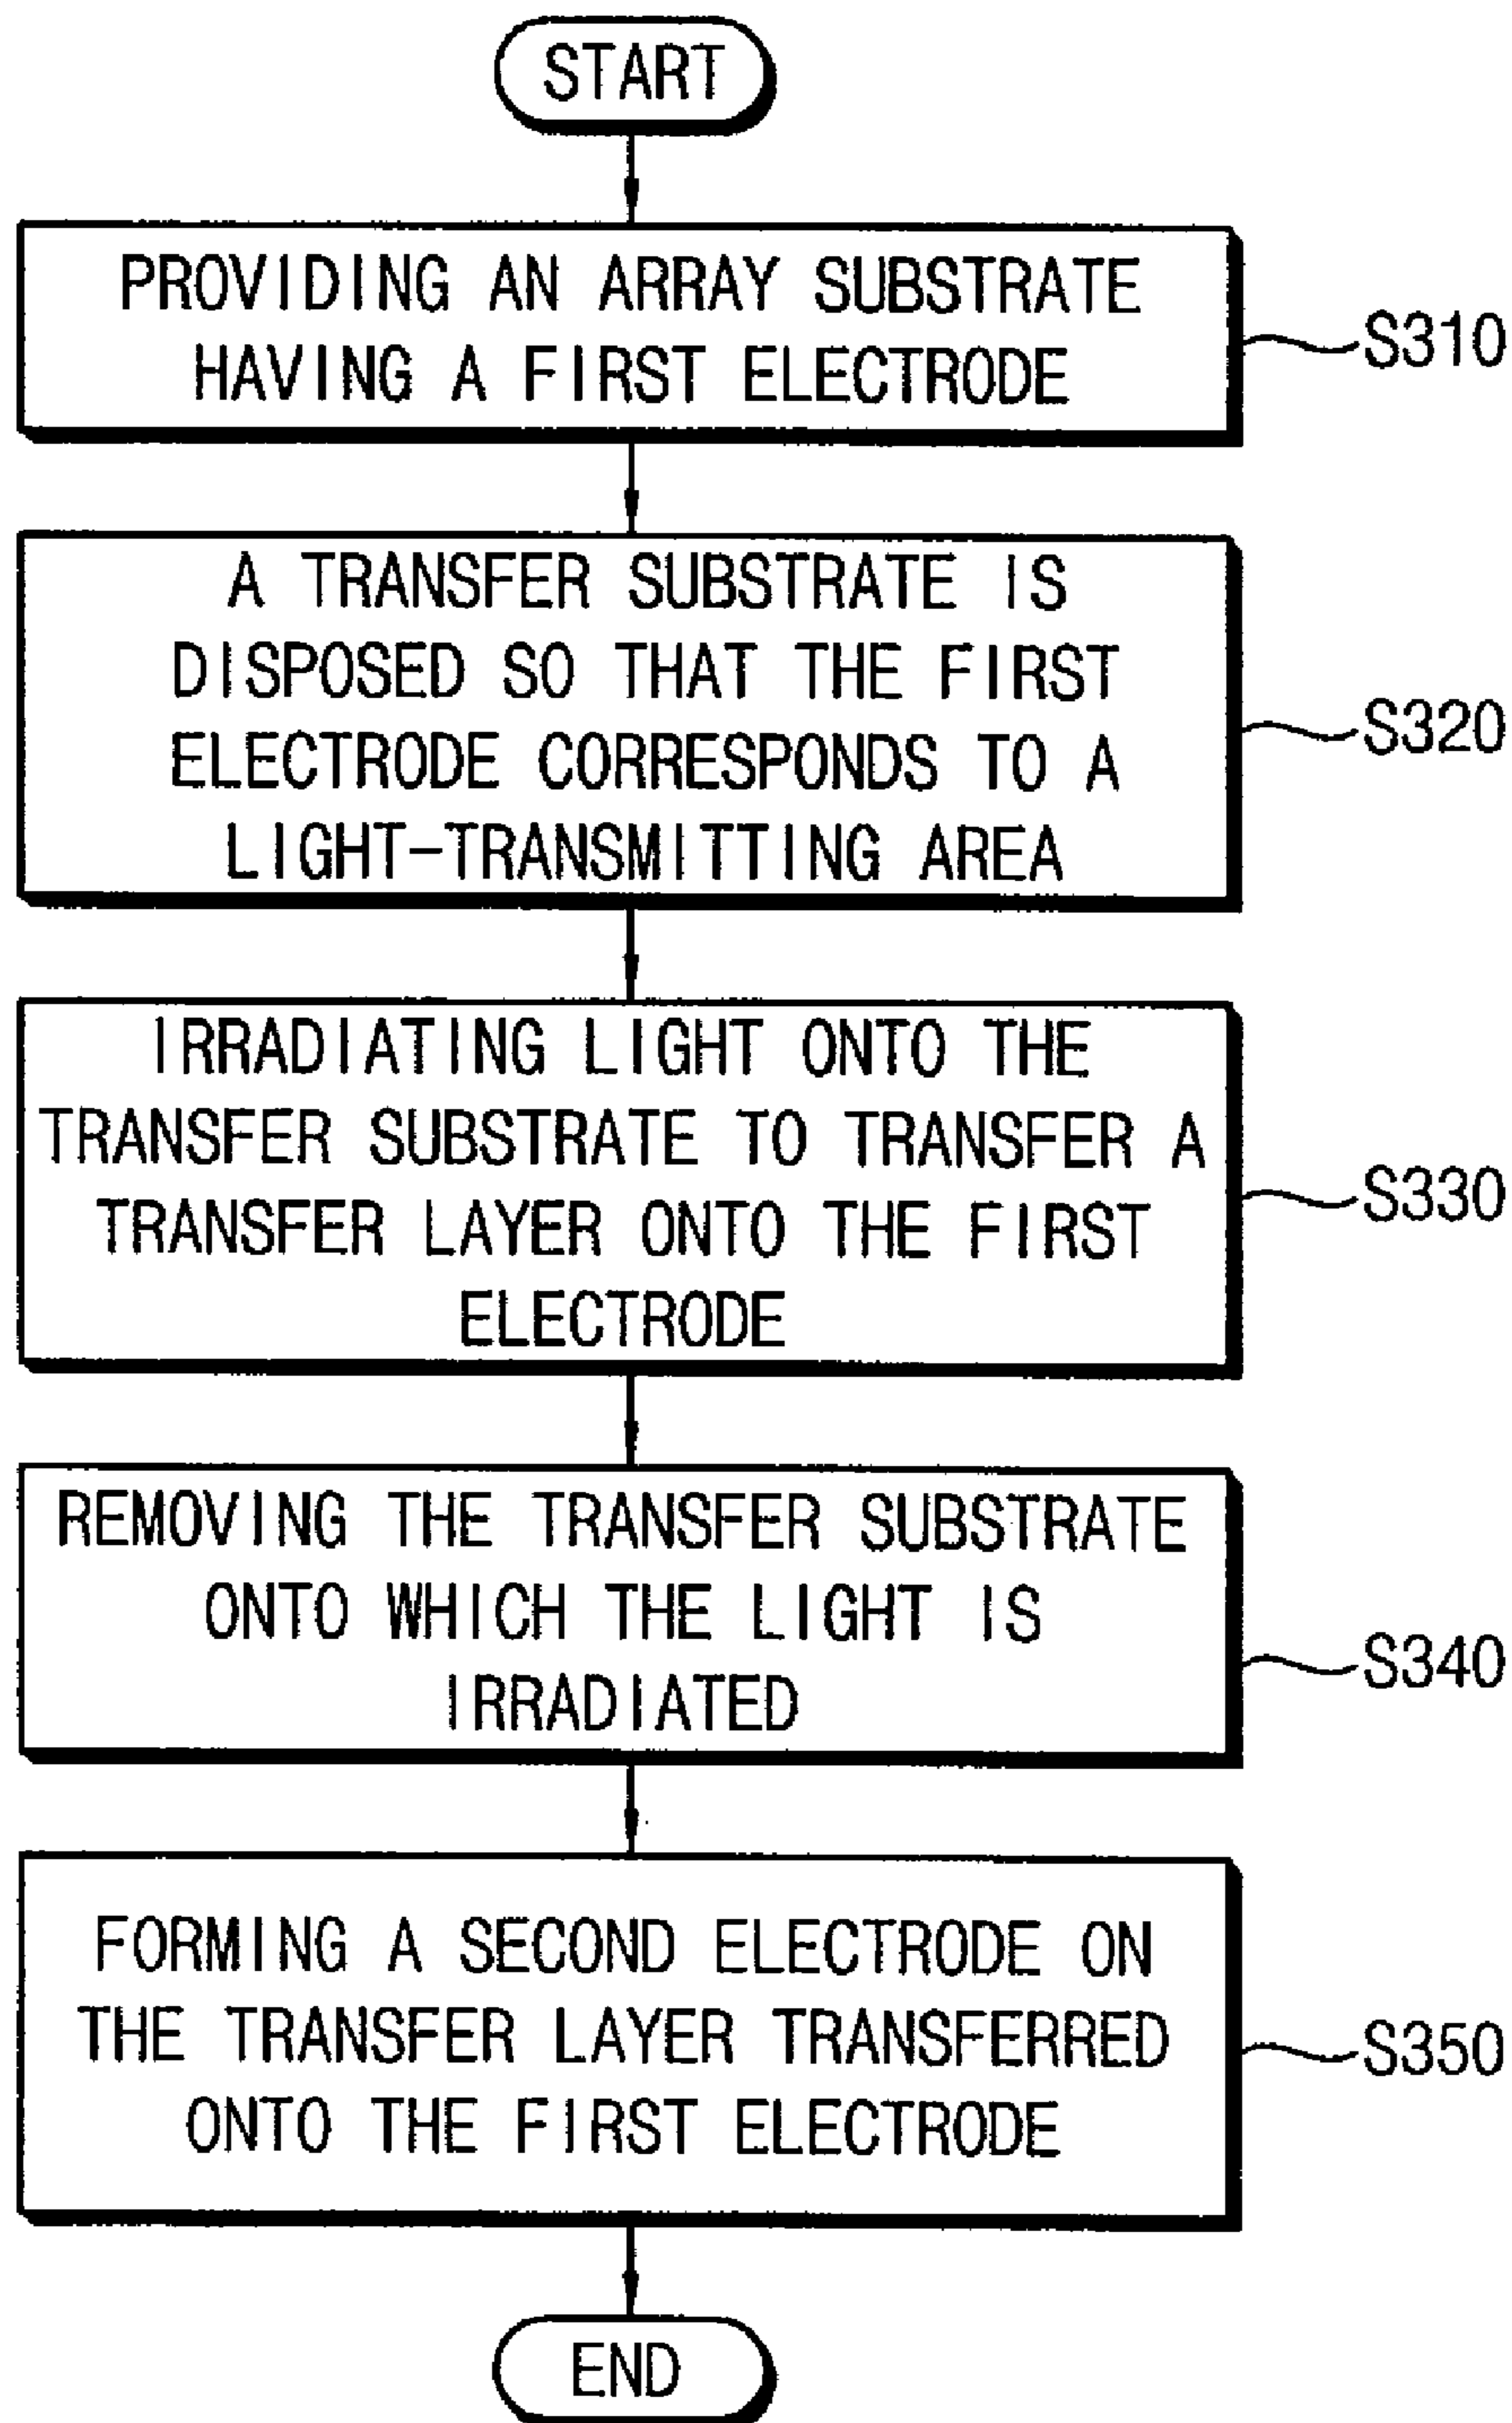 START
PROVIDING AN ARRAY SUBSTRATE
HAVING A FIRST ELECTRODE
S310
A TRANSFER SUBSTRATE IS
DISPOSED SO THAT THE FIRST
ELECTRODE CORRESPONDS TO A
LIGHT-TRANSMITTING AREA
S320
IRRADIATING LIGHT ONTO THE
TRANSFER SUBSTRATE TO TRANSFER A
TRANSFER LAYER ONTO THE FIRST
ELECTRODE
S330
REMOVING THE TRANSFER SUBSTRATE
ONTO WHICH THE LIGHT IS
IRRADIATED
S340
FORMING A SECOND ELECTRODE ON
THE TRANSFER LAYER TRANSFERRED
ONTO THE FIRST ELECTRODE
S350
END